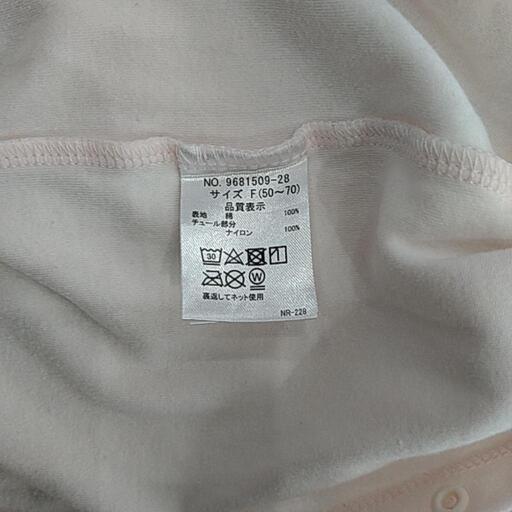 NO. 9681509-28
サイズ F(50～70)
品質表示
表地 綿 100%
チュール部分
ナイロン 100%
30
W
裏返してネット使用
NR-228